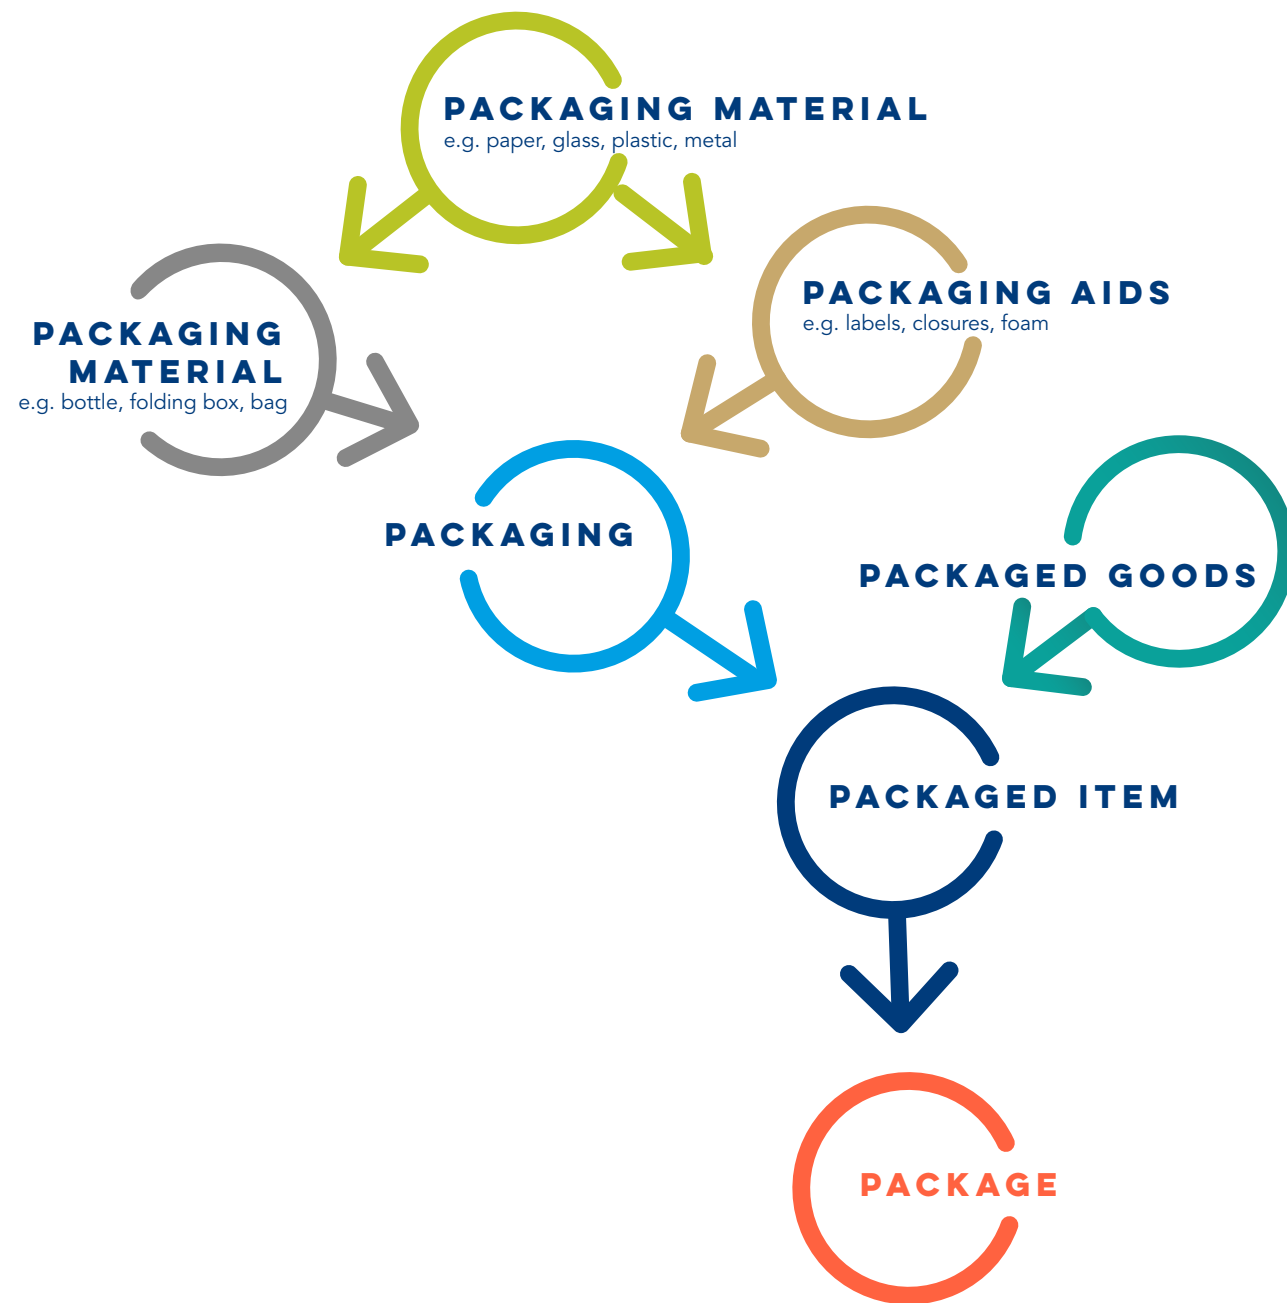 PACKAGING MATERIAL
e.g. paper, glass, plastic, metal
PACKAGING AIDS
e.g. labels, closures, foam
PACKAGING
MATERIAL
e.g. bottle, folding box, bag
PACKAGING
PACKAGED GOODS
PACKAGED ITEM
PACKAGE